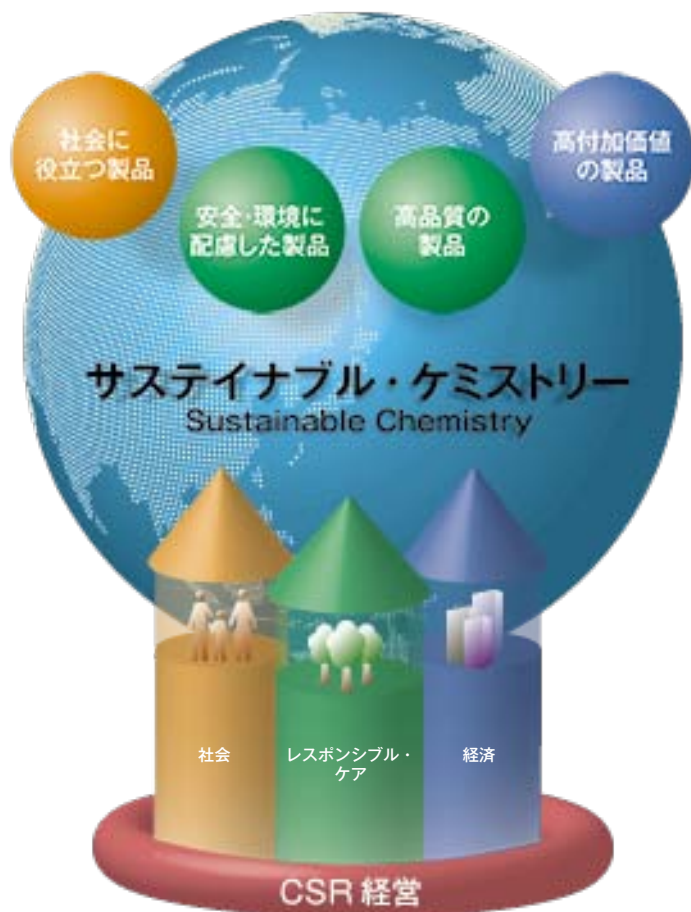 社会に
役立つ製品
高付加価値
の製品
安全・環境に
配慮した製品
高品質の
製品
サステイナブル・ケミストリー
Sustainable Chemistry
社会
レスポンシブル・
ケア
経済
CSR 経営